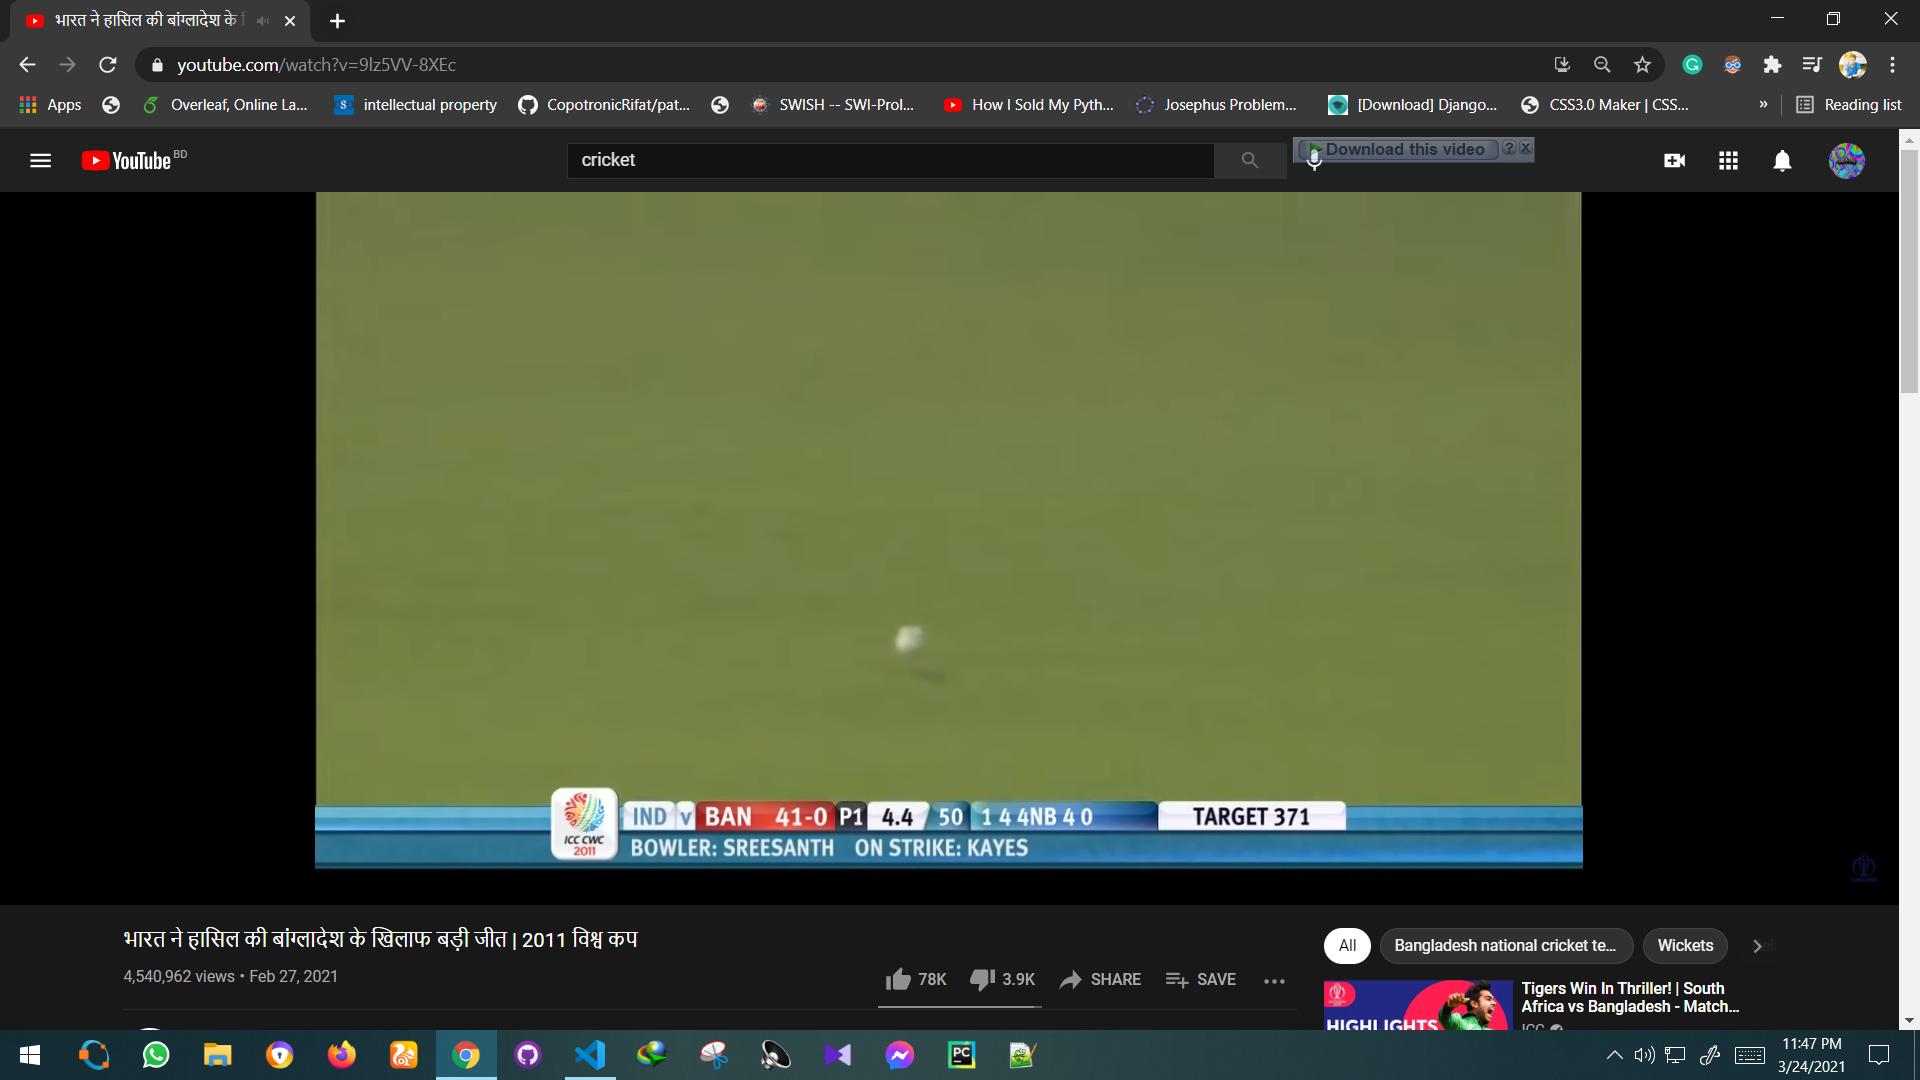 भारत ने हासिल की बांग्लादेश के
youtube.com/watch?v=9lz5VV-8XEc
Apps
Overleaf, Online La...
intellectual property
CopotronicRifat/pat...
SWISH -- SWI-Prol...
How I Sold My Pyth...
Josephus Problem...
[Download] Django...
CSS3.0 Maker | CSS...
»
Reading list
YouTube BD
cricket
Download this video ? X
IND v BAN 41-0 P1 4.4 50 1 4 4NB 4 0 TARGET 371
ICC CWC
2011
BOWLER: SREESANTH ON STRIKE: KAYES
भारत ने हासिल की बांग्लादेश के खिलाफ बड़ी जीत | 2011 विश्व कप
4,540,962 views • Feb 27, 2021
78K 3.9K SHARE SAVE ...
All Bangladesh national cricket te... Wickets
HIGHLIGHTS
Tigers Win In Thriller! | South
Africa vs Bangladesh - Match...
ICC
PC
11:47 PM
3/24/2021